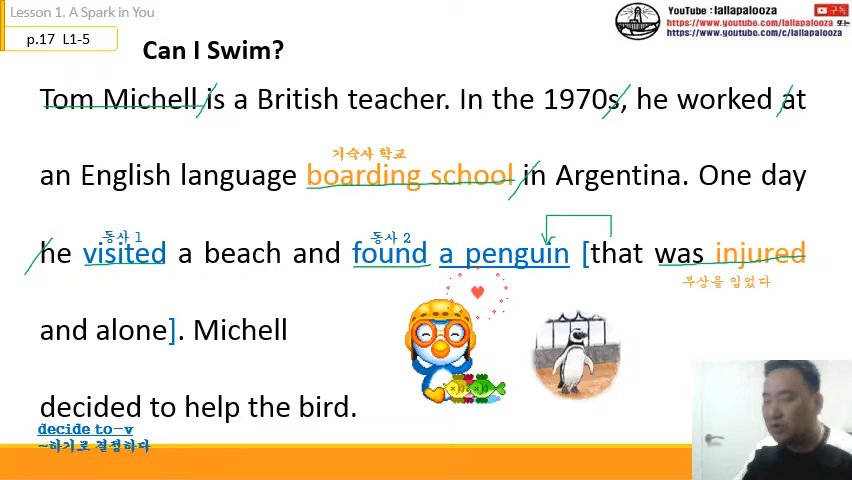 Lesson 1. A Spark in You
p.17 L1-5
Can I Swim?
YouTube : lallapalooza
구독
https://www.youtube.com/lallapalooza 또는
https://www.youtube.com/c/lallapalooza
Tom Michell is a British teacher. In the 1970s, he worked at
기숙사 학교
an English language boarding school in Argentina. One day
동사 1 동사 2
he visited a beach and found a penguin [that was injured
부상을 입었다
and alone]. Michell
decided to help the bird.
decide to-v
~하기로 결정하다